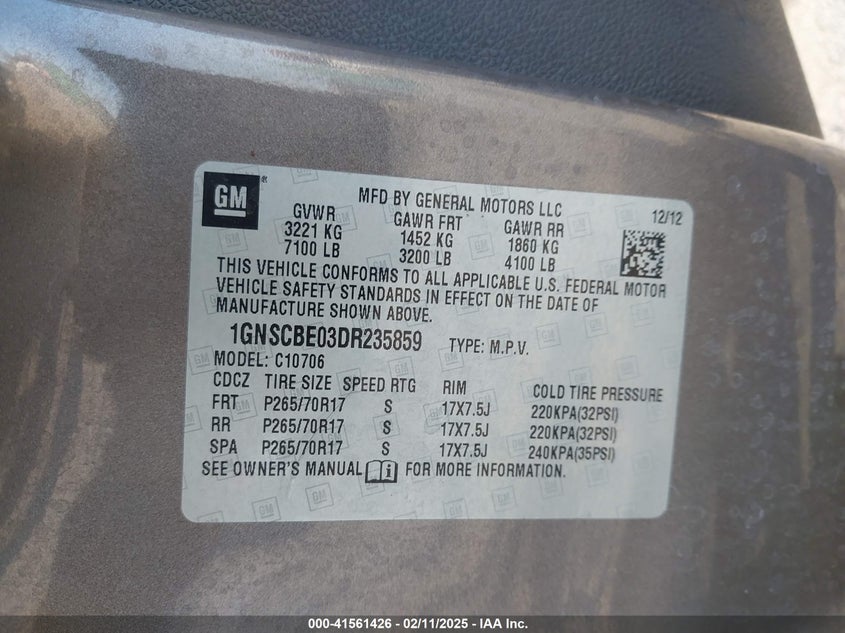 GM
MFD BY GENERAL MOTORS LLC
12/12
GVWR GAWR FRT GAWR RR
3221 KG 1452 KG 1860 KG
7100 LB 3200 LB 4100 LB
THIS VEHICLE CONFORMS TO ALL APPLICABLE U.S. FEDERAL MOTOR
VEHICLE SAFETY STANDARDS IN EFFECT ON THE DATE OF
MANUFACTURE SHOWN ABOVE.
1GNSCBE03DR235859 TYPE: M.P.V.
MODEL: C10706
CDCZ TIRE SIZE SPEED RTG RIM COLD TIRE PRESSURE
FRT P265/70R17 S 17X7.5J 220KPA(32PSI)
RR P265/70R17 S 17X7.5J 220KPA(32PSI)
SPA P265/70R17 S 17X7.5J 240KPA(35PSI)
SEE OWNER'S MANUAL i FOR MORE INFORMATION.
000-41561426 - 02/11/2025 - IAA Inc.